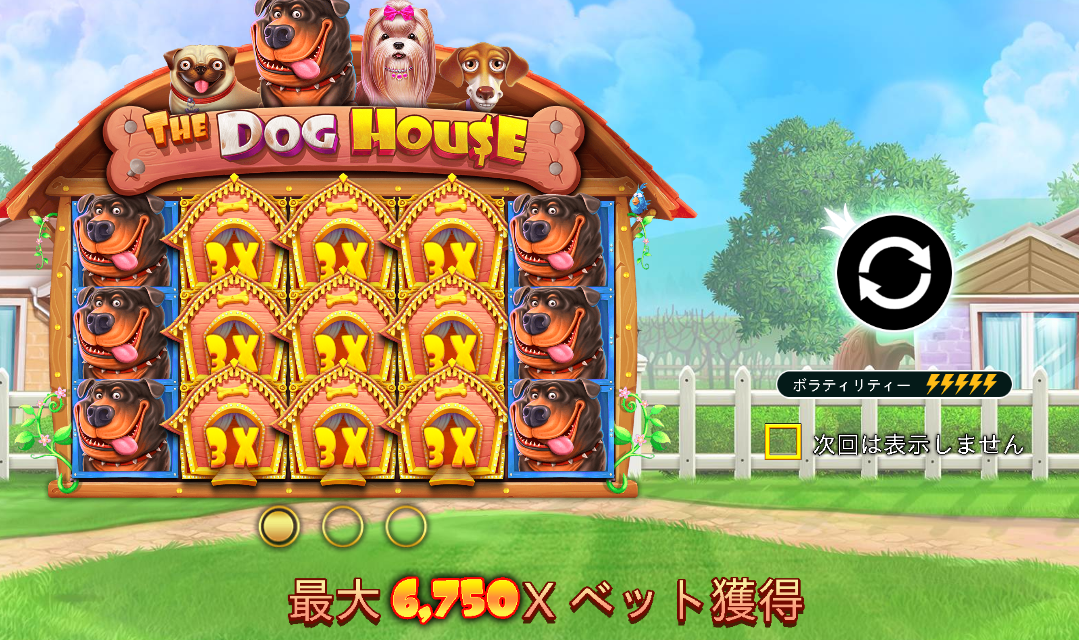 THE DOG HOU$E
3X 3X 3X
3X 3X 3X
3X 3X 3X
ボラティリティー
次回は表示しません
最大 6,750X ベット獲得